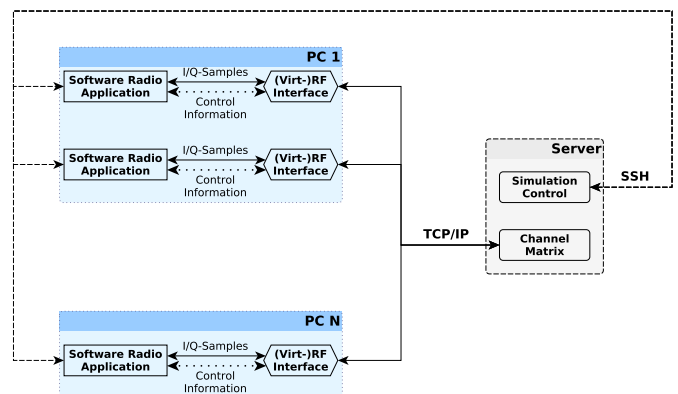 PC 1
Software Radio
Application
I/Q-Samples
Control
Information
(Virt-)RF
Interface
Software Radio
Application
I/Q-Samples
Control
Information
(Virt-)RF
Interface
PC N
Software Radio
Application
I/Q-Samples
Control
Information
(Virt-)RF
Interface
TCP/IP
Server
Simulation
Control
Channel
Matrix
SSH